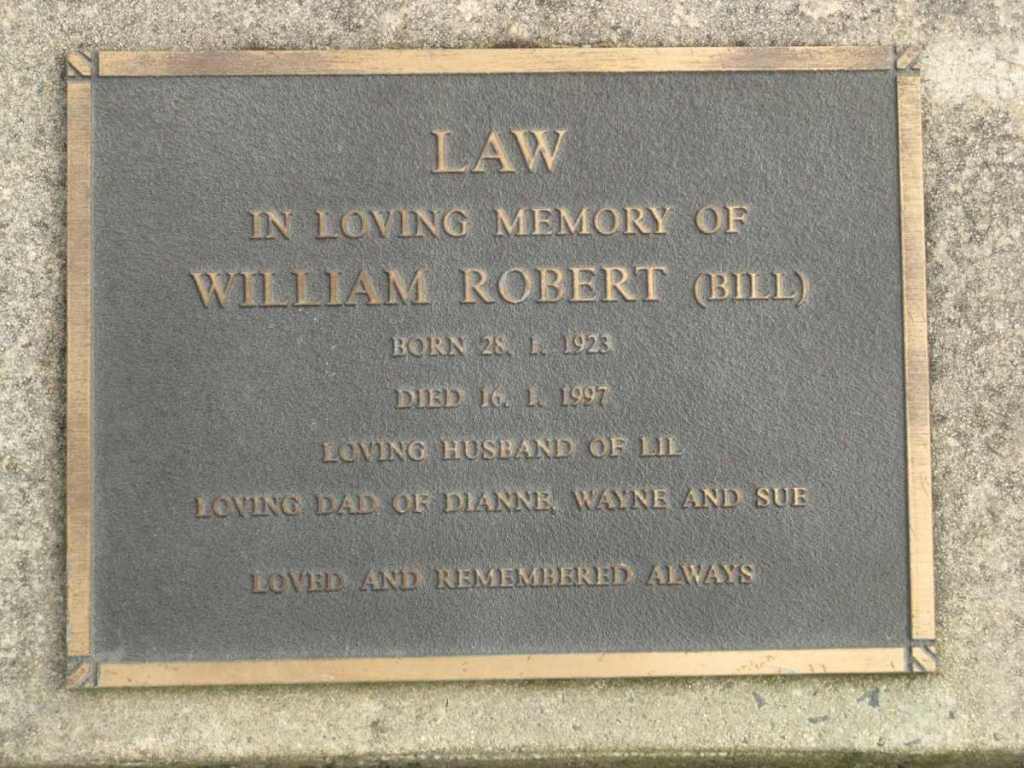 LAW
IN LOVING MEMORY OF
WILLIAM ROBERT (BILL)
BORN 28. 1. 1923
DIED 16. 1. 1997
LOVING HUSBAND OF LIL
LOVING DAD OF DIANNE, WAYNE AND SUE
LOVED AND REMEMBERED ALWAYS